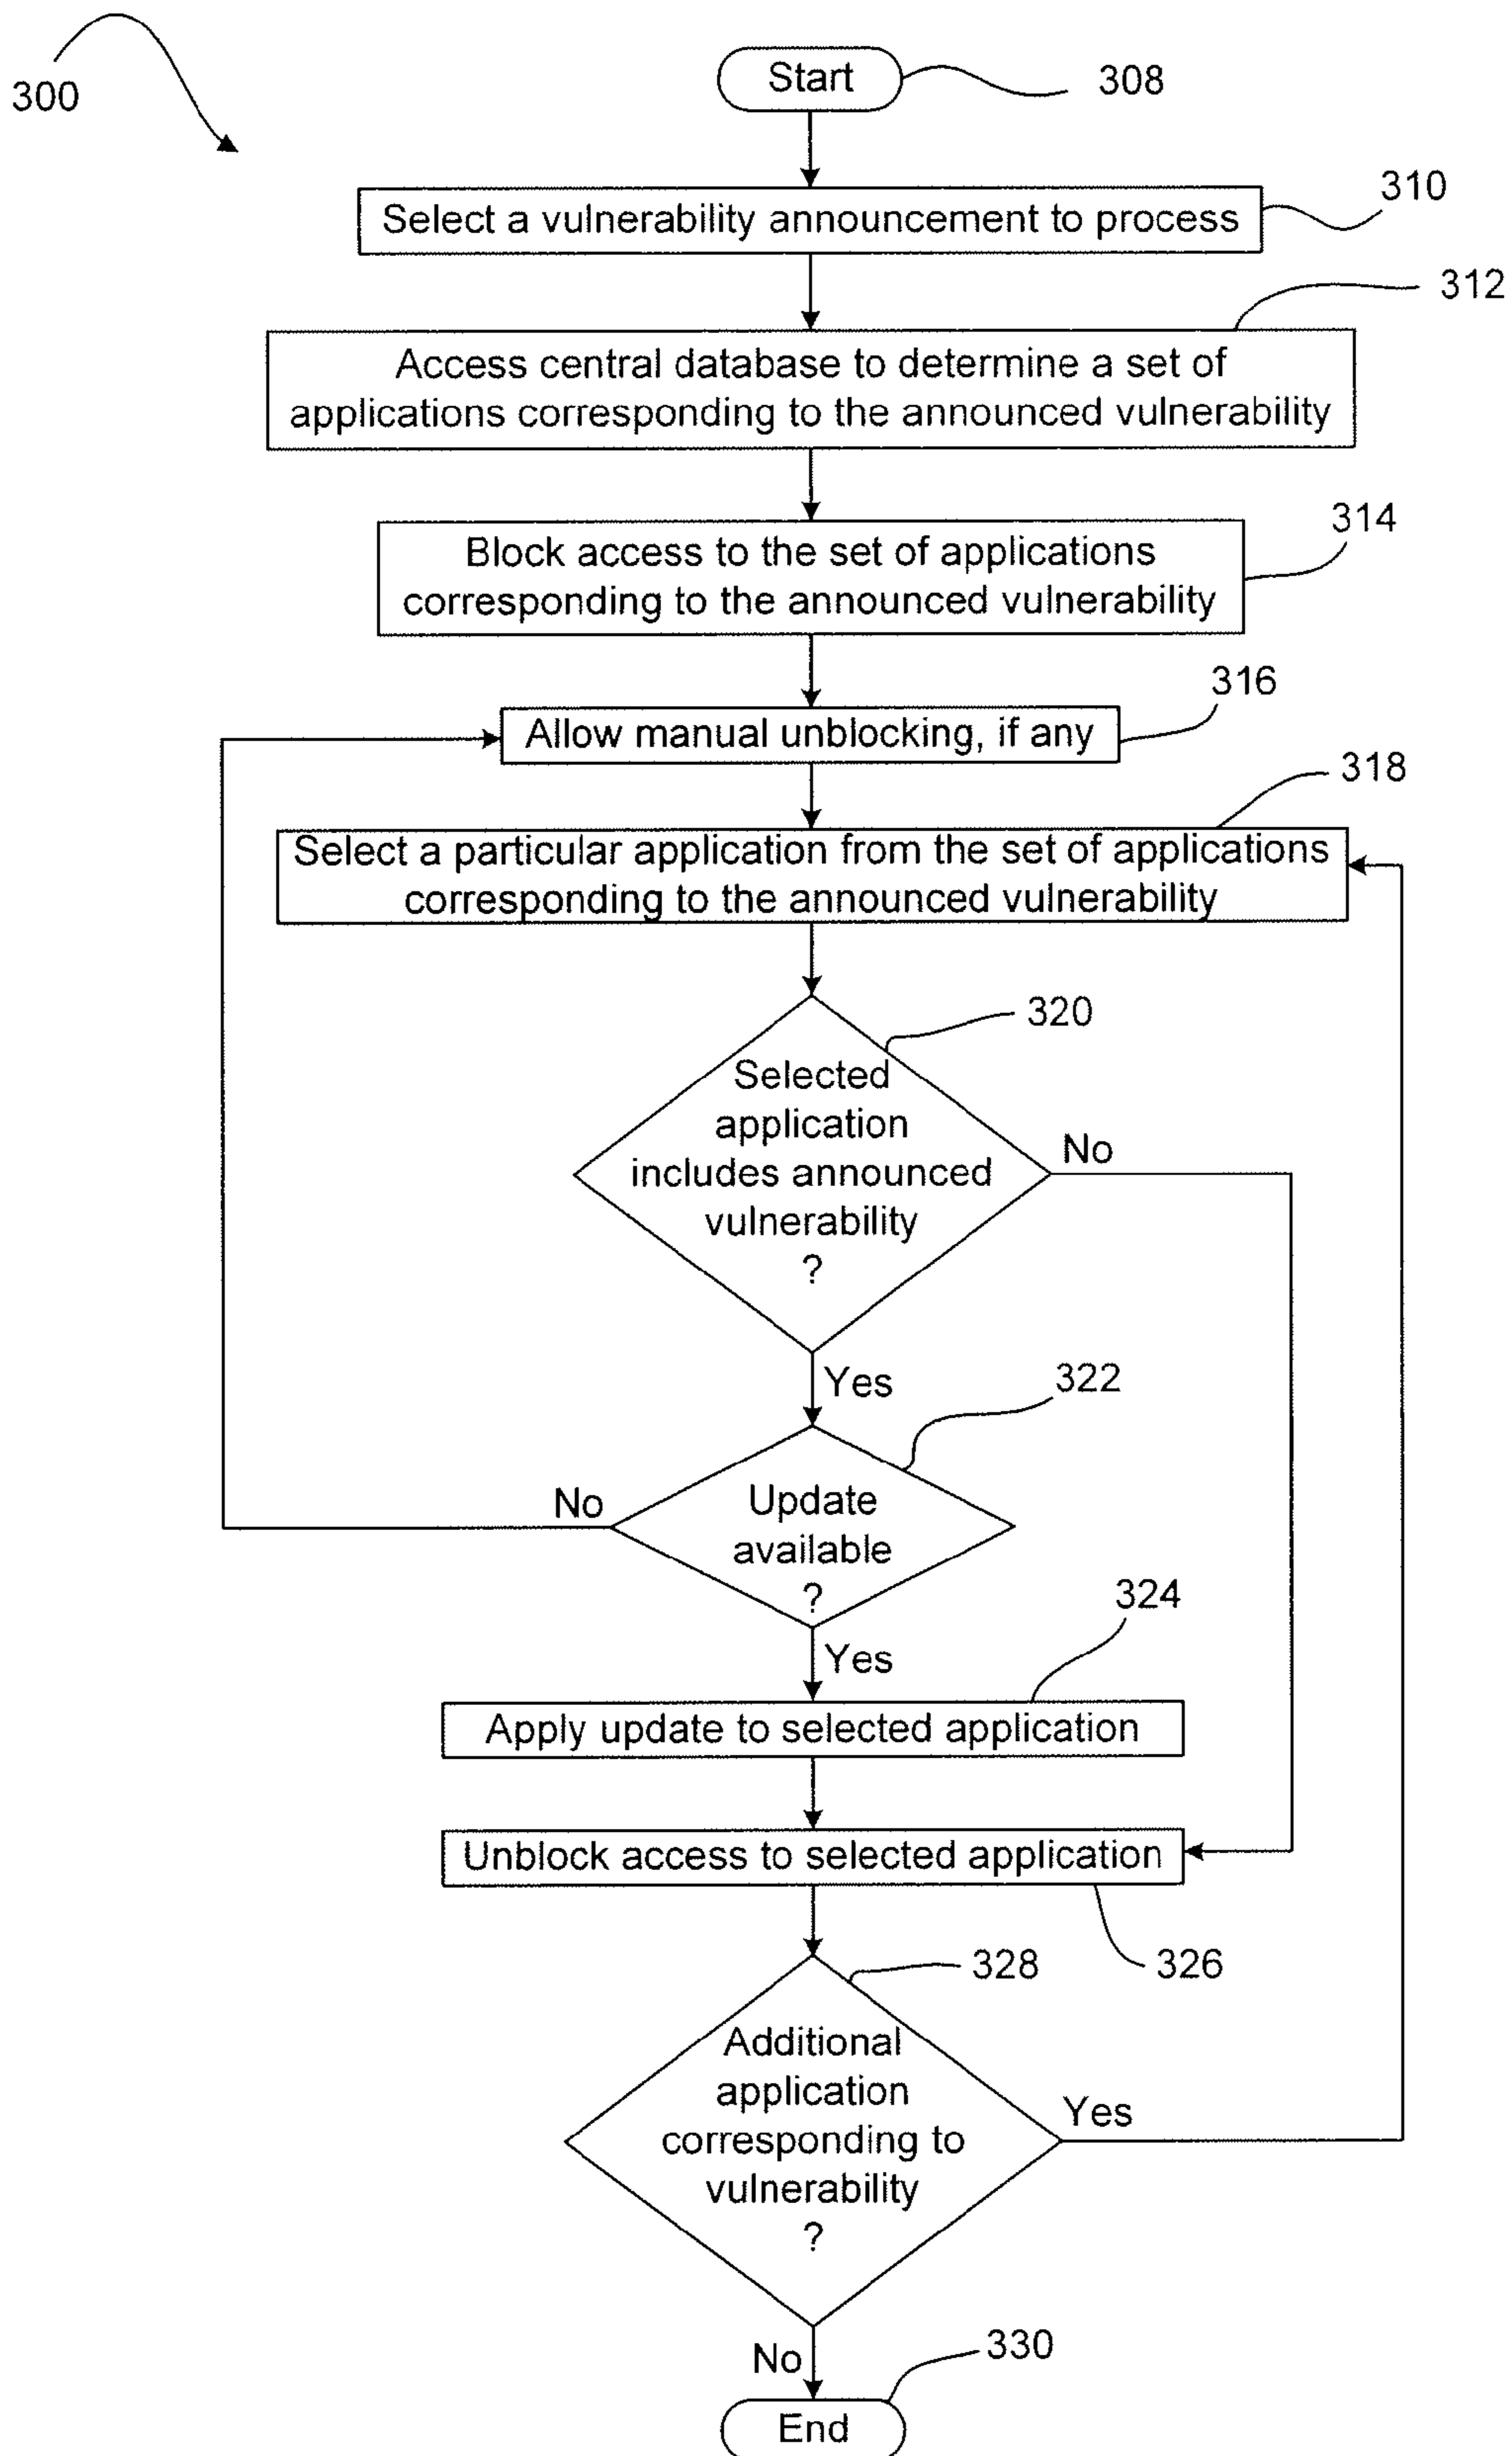 300
Start
308
Select a vulnerability announcement to process
310
312
Access central database to determine a set of
applications corresponding to the announced vulnerability
314
Block access to the set of applications
corresponding to the announced vulnerability
316
Allow manual unblocking, if any
318
Select a particular application from the set of applications
corresponding to the announced vulnerability
320
Selected
application
includes announced
vulnerability
?
No
Yes
322
Update
available
?
No
Yes
324
Apply update to selected application
Unblock access to selected application
326
328
Additional
application
corresponding to
vulnerability
?
Yes
No
330
End